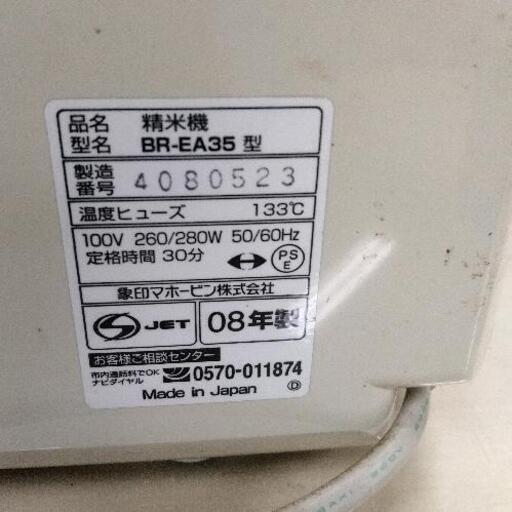 品名 精米機
型名 BR-EA35 型
製造番号 4080523
温度ヒューズ 133℃
100V 260/280W 50/60Hz
定格時間 30分
PSE
象印マホービン株式会社
S JET 08年製
お客様ご相談センター
市内通話料でOK
ナビダイヤル 0570-011874
Made in Japan D